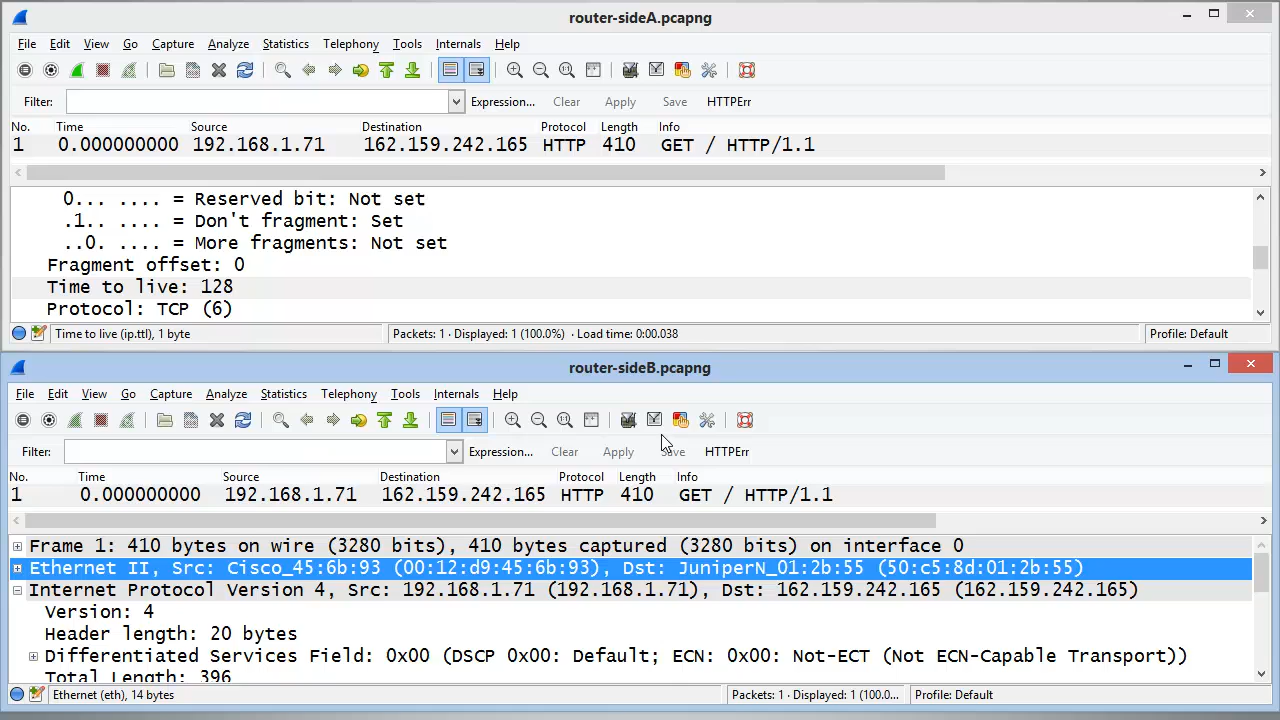 router-sideA.pcapng
File Edit View Go Capture Analyze Statistics Telephony Tools Internals Help
Filter: Expression... Clear Apply Save HTTPErr
No. Time Source Destination Protocol Length Info
1 0.000000000 192.168.1.71 162.159.242.165 HTTP 410 GET / HTTP/1.1
0... .... = Reserved bit: Not set
.1.. .... = Don't fragment: Set
..0. .... = More fragments: Not set
Fragment offset: 0
Time to live: 128
Protocol: TCP (6)
Time to live (ip.ttl), 1 byte Packets: 1 · Displayed: 1 (100.0%) · Load time: 0:00.038 Profile: Default
router-sideB.pcapng
File Edit View Go Capture Analyze Statistics Telephony Tools Internals Help
Filter: Expression... Clear Apply Save HTTPErr
No. Time Source Destination Protocol Length Info
1 0.000000000 192.168.1.71 162.159.242.165 HTTP 410 GET / HTTP/1.1
Frame 1: 410 bytes on wire (3280 bits), 410 bytes captured (3280 bits) on interface 0
Ethernet II, Src: Cisco_45:6b:93 (00:12:d9:45:6b:93), Dst: JuniperN_01:2b:55 (50:c5:8d:01:2b:55)
Internet Protocol Version 4, Src: 192.168.1.71 (192.168.1.71), Dst: 162.159.242.165 (162.159.242.165)
Version: 4
Header length: 20 bytes
Differentiated Services Field: 0x00 (DSCP 0x00: Default; ECN: 0x00: Not-ECT (Not ECN-Capable Transport))
Total Length: 396
Ethernet (eth), 14 bytes Packets: 1 · Displayed: 1 (100.0... Profile: Default